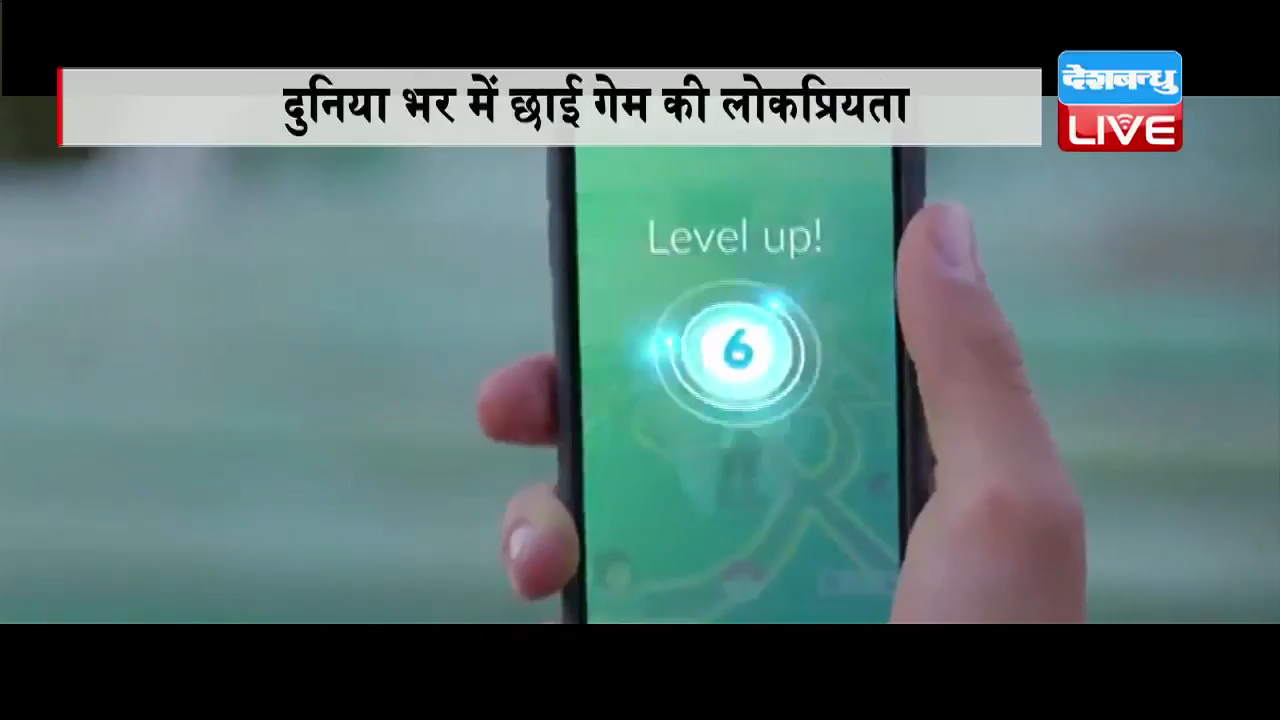 दुनिया भर में छाई गेम की लोकप्रियता
देशबन्धु
LIVE
Level up!
6